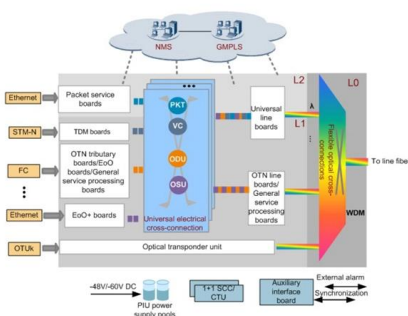 NMS
GMPLS
L2
L0
Ethernet
Packet service
boards
PKT
Universal
line
boards
λ
L1
STM-N
TDM boards
VC
FC
OTN tributary
boards/EoO
boards/General
service processing
boards
ODU
OSU
Flexible optical cross-
connections
To line fiber
OTN line
boards/
General
service
processing
boards
Ethernet
EoO+ boards
Universal electrical
cross-connection
WDM
OTUk
Optical transponder unit
-48V/-60V DC
PIU power
supply pools
1+1 SCC/
CTU
Auxiliary
interface
board
External alarm
Synchronization